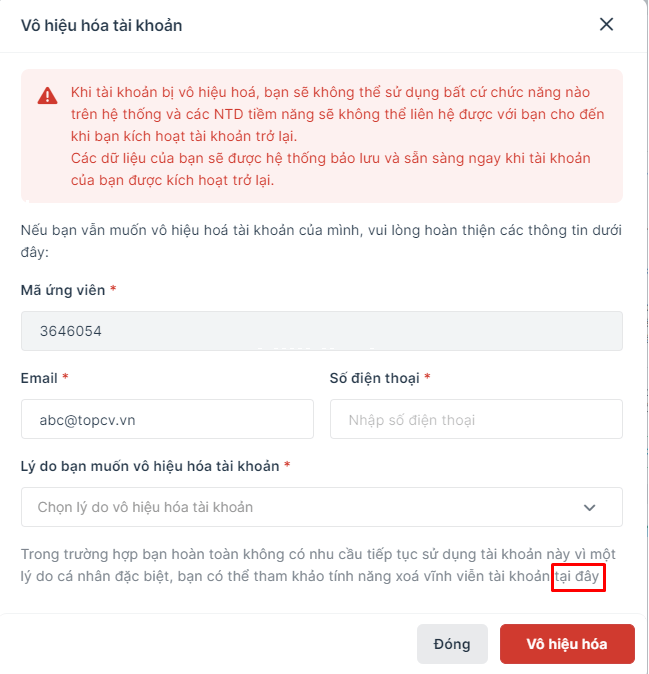 Vô hiệu hóa tài khoản
Khi tài khoản bị vô hiệu hoá, bạn sẽ không thể sử dụng bất cứ chức năng nào
trên hệ thống và các NTD tiềm năng sẽ không thể liên hệ được với bạn cho đến
khi bạn kích hoạt tài khoản trở lại.
Các dữ liệu của bạn sẽ được hệ thống bảo lưu và sẵn sàng ngay khi tài khoản
của bạn được kích hoạt trở lại.
Nếu bạn vẫn muốn vô hiệu hoá tài khoản của mình, vui lòng hoàn thiện các thông tin dưới
đây:
Mã ứng viên *
3646054
Email *
Số điện thoại *
abc@topcv.vn
Nhập số điện thoại
Lý do bạn muốn vô hiệu hóa tài khoản *
Chọn lý do vô hiệu hóa tài khoản
Trong trường hợp bạn hoàn toàn không có nhu cầu tiếp tục sử dụng tài khoản này vì một
lý do cá nhân đặc biệt, bạn có thể tham khảo tính năng xoá vĩnh viễn tài khoản tại đây
Đóng
Vô hiệu hóa